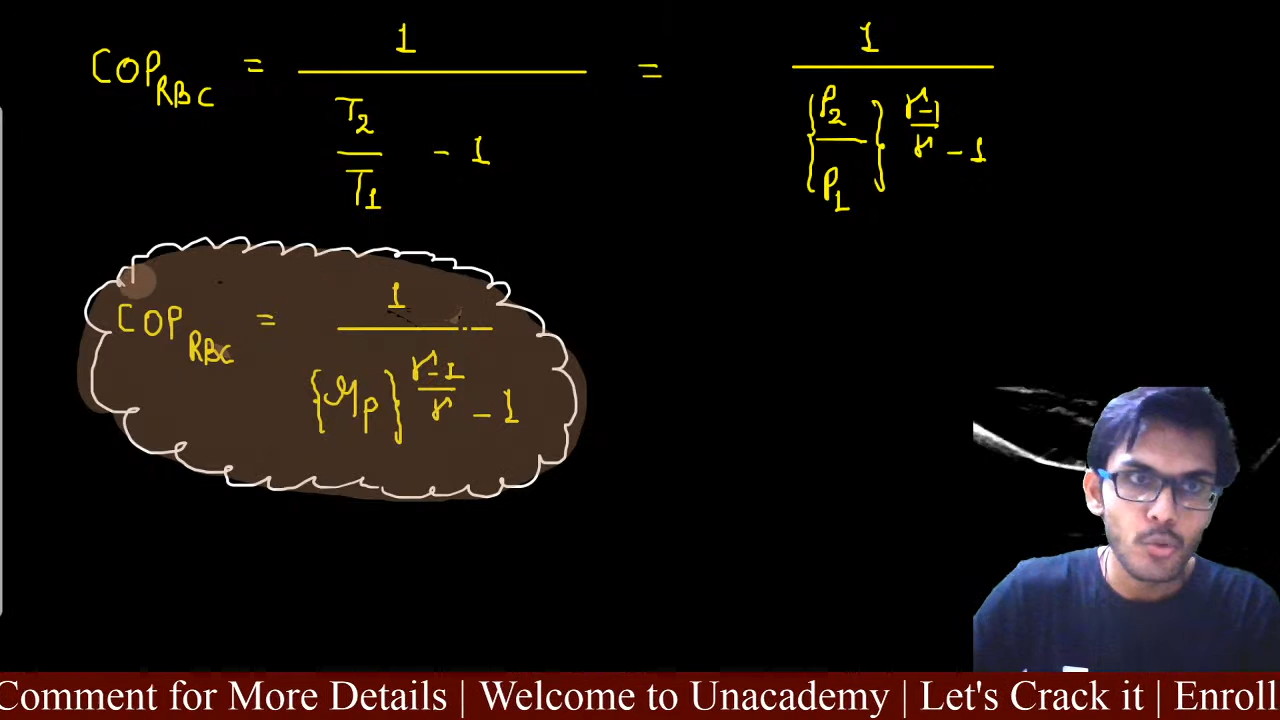 COP_RBC = 1 / (T₂/T₁ - 1) = 1 / ({P₂/P₁}^((γ-1)/γ) - 1)
COP_RBC = 1 / ({r_p}^((γ-1)/γ) - 1)
Comment for More Details | Welcome to Unacademy | Let's Crack it | Enroll